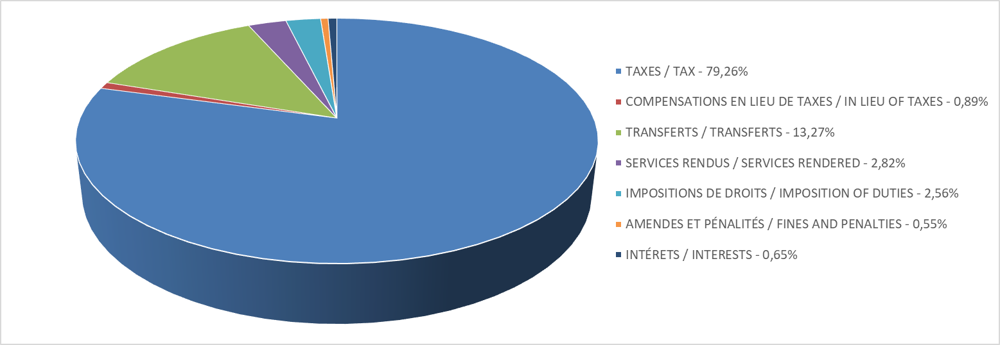 TAXES / TAX - 79,26%
COMPENSATIONS EN LIEU DE TAXES / IN LIEU OF TAXES - 0,89%
TRANSFERTS / TRANSFERTS - 13,27%
SERVICES RENDUS / SERVICES RENDERED - 2,82%
IMPOSITIONS DE DROITS / IMPOSITION OF DUTIES - 2,56%
AMENDES ET PÉNALITÉS / FINES AND PENALTIES - 0,55%
INTÉRETS / INTERESTS - 0,65%